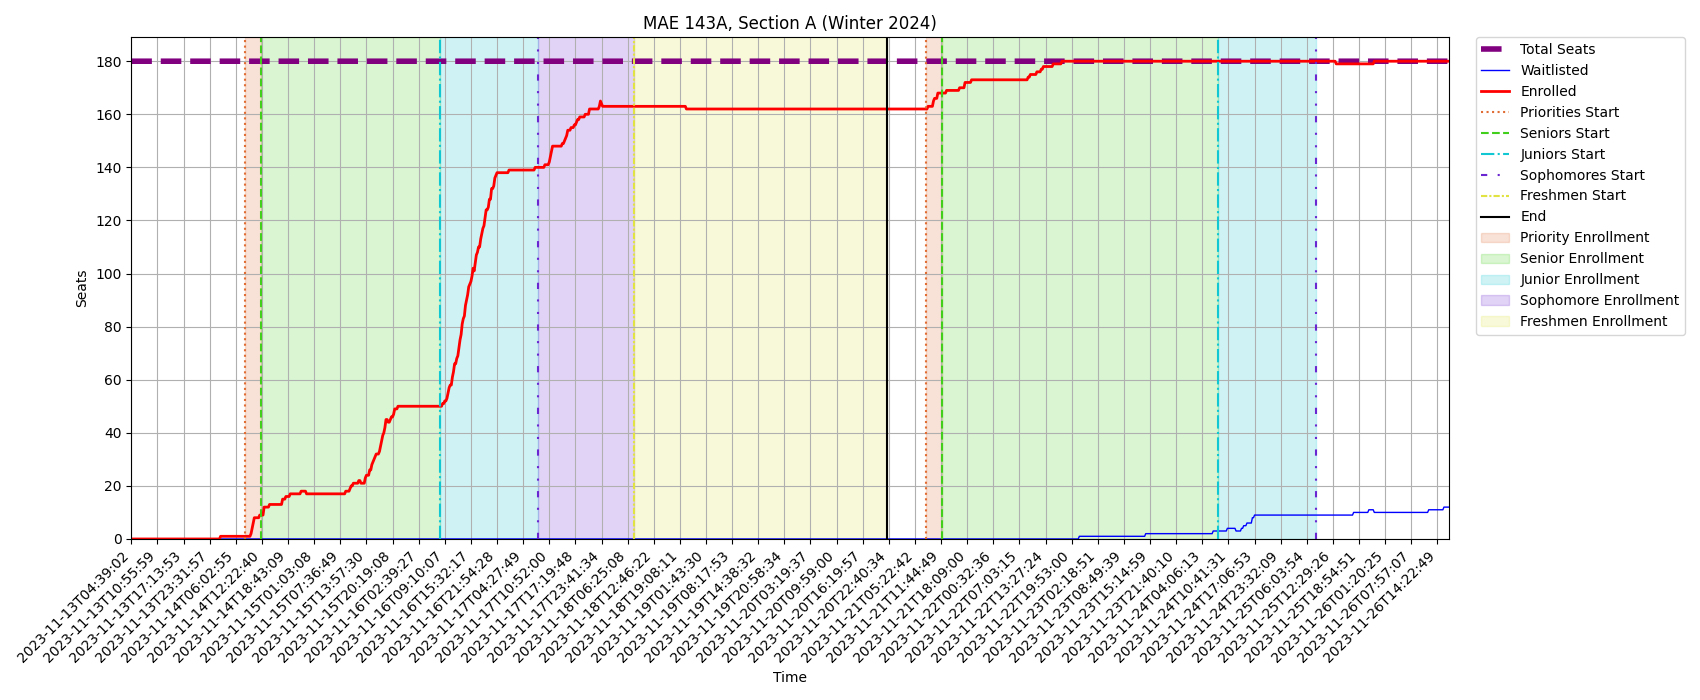 MAE 143A, Section A (Winter 2024)
Seats
180
160
140
120
100
80
60
40
20
0
2023-11-13T04:39:02
2023-11-13T10:55:59
2023-11-13T17:13:53
2023-11-13T23:31:57
2023-11-14T06:02:55
2023-11-14T12:22:40
2023-11-14T18:43:09
2023-11-15T01:03:08
2023-11-15T07:36:49
2023-11-15T13:57:30
2023-11-15T20:19:08
2023-11-16T02:39:27
2023-11-16T09:10:07
2023-11-16T15:32:17
2023-11-16T21:54:28
2023-11-17T04:27:49
2023-11-17T10:52:00
2023-11-17T17:19:48
2023-11-17T23:41:34
2023-11-18T06:25:08
2023-11-18T12:46:22
2023-11-18T19:08:11
2023-11-19T01:43:30
2023-11-19T08:17:53
2023-11-19T14:38:32
2023-11-19T20:58:34
2023-11-20T03:19:37
2023-11-20T09:59:00
2023-11-20T16:19:57
2023-11-20T22:40:34
2023-11-21T05:22:42
2023-11-21T11:44:49
2023-11-21T18:09:00
2023-11-22T00:32:36
2023-11-22T07:03:15
2023-11-22T13:27:24
2023-11-22T19:53:00
2023-11-23T02:18:51
2023-11-23T08:49:39
2023-11-23T15:14:59
2023-11-23T21:40:10
2023-11-24T04:06:13
2023-11-24T10:41:31
2023-11-24T17:06:53
2023-11-24T23:32:09
2023-11-25T06:03:54
2023-11-25T12:29:26
2023-11-25T18:54:51
2023-11-26T01:20:25
2023-11-26T07:57:07
2023-11-26T14:22:49
Time
Total Seats
Waitlisted
Enrolled
Priorities Start
Seniors Start
Juniors Start
Sophomores Start
Freshmen Start
End
Priority Enrollment
Senior Enrollment
Junior Enrollment
Sophomore Enrollment
Freshmen Enrollment